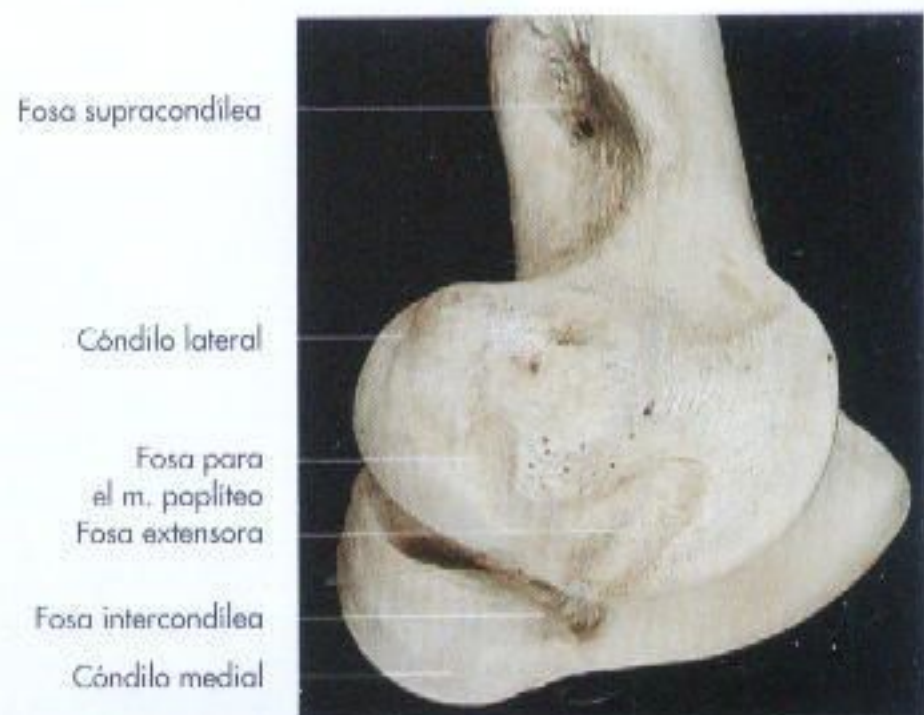 Fosa supracondílea
Cóndilo lateral
Fosa para
el m. poplíteo
Fosa extensora
Fosa intercondílea
Cóndilo medial